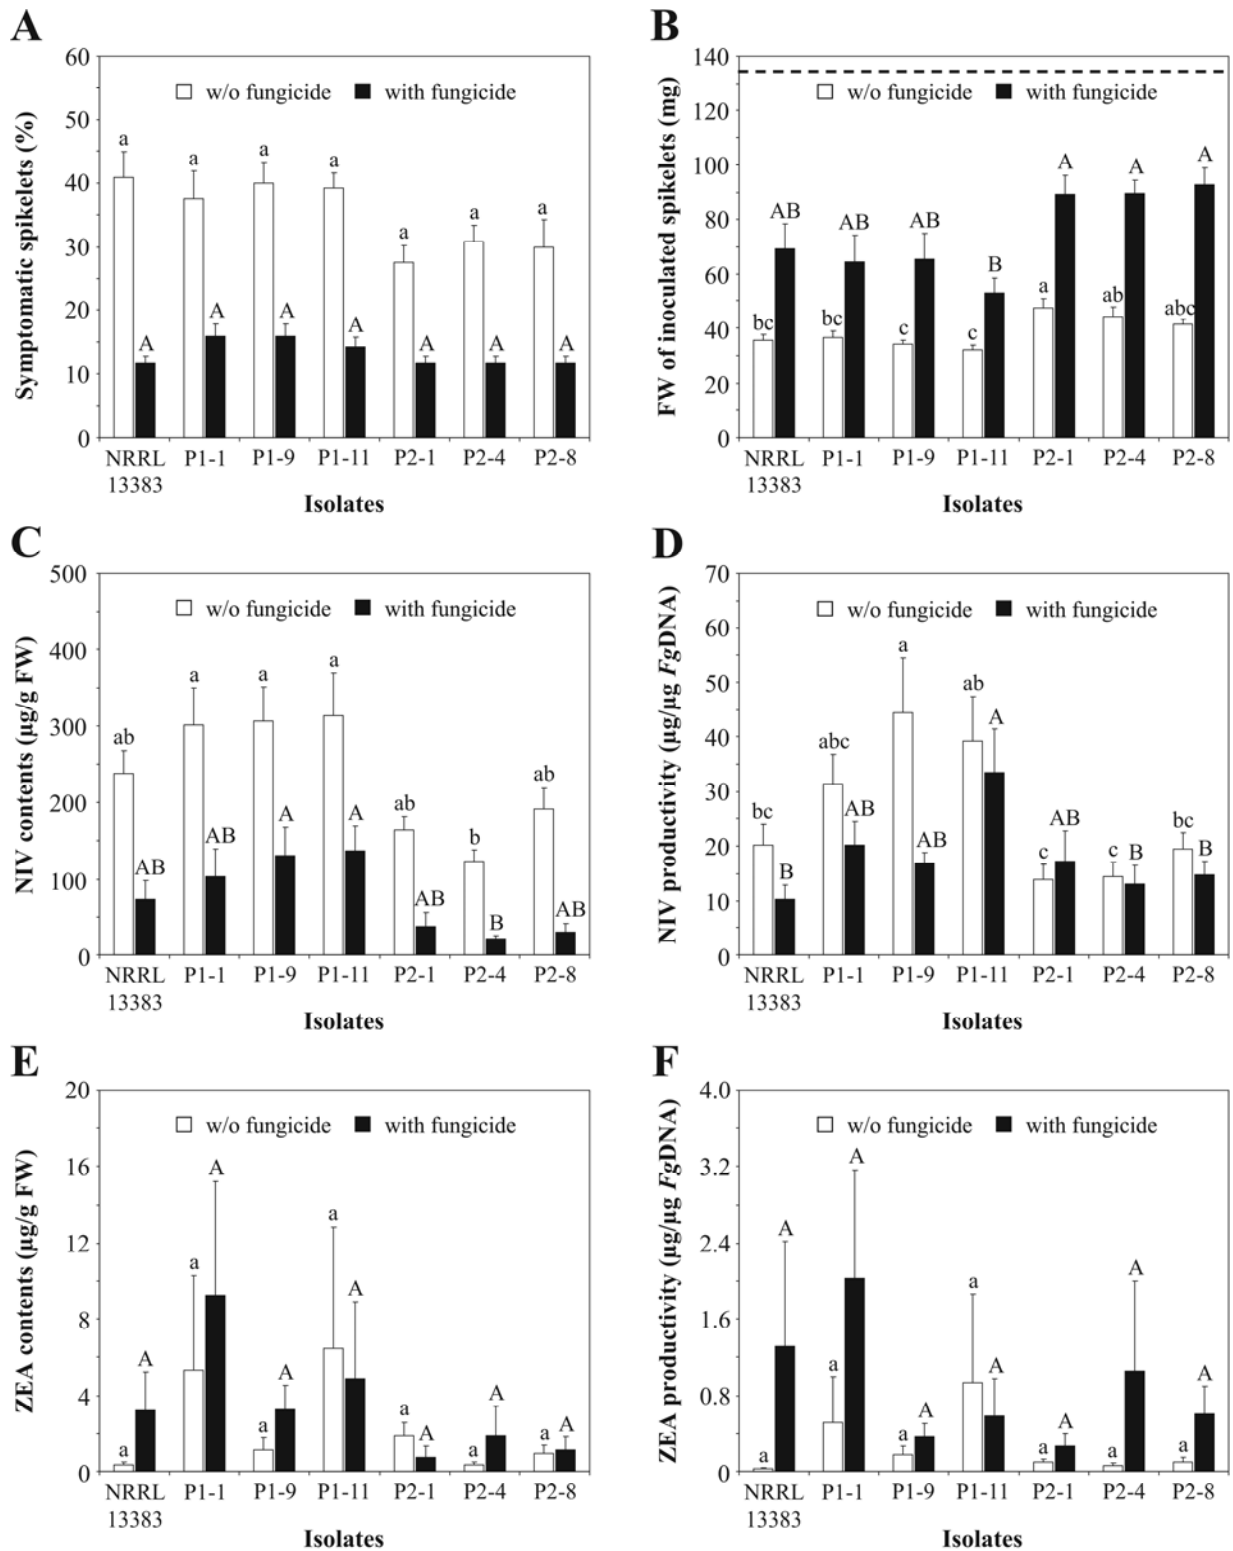 A
60
50
40
30
20
10
0
Symptomatic spikelets (%)
w/o fungicide with fungicide
a a a a a a a
A A A A A A A
NRRL 13383 P1-1 P1-9 P1-11 P2-1 P2-4 P2-8
Isolates
B
140
120
100
80
60
40
20
0
FW of inoculated spikelets (mg)
w/o fungicide with fungicide
bc bc c c a ab abc
AB AB AB B A A A
NRRL 13383 P1-1 P1-9 P1-11 P2-1 P2-4 P2-8
Isolates
C
500
400
300
200
100
0
NIV contents (µg/g FW)
w/o fungicide with fungicide
ab a a a ab b ab
AB AB A A AB B AB
NRRL 13383 P1-1 P1-9 P1-11 P2-1 P2-4 P2-8
Isolates
D
70
60
50
40
30
20
10
0
NIV productivity (µg/µg FgDNA)
w/o fungicide with fungicide
bc abc a ab c c bc
B AB AB A AB B B
NRRL 13383 P1-1 P1-9 P1-11 P2-1 P2-4 P2-8
Isolates
E
20
16
12
8
4
0
ZEA contents (µg/g FW)
w/o fungicide with fungicide
a a a a a a a
A A A A A A A
NRRL 13383 P1-1 P1-9 P1-11 P2-1 P2-4 P2-8
Isolates
F
4.0
3.2
2.4
1.6
0.8
0
ZEA productivity (µg/µg FgDNA)
w/o fungicide with fungicide
a a a a a a a
A A A A A A A
NRRL 13383 P1-1 P1-9 P1-11 P2-1 P2-4 P2-8
Isolates